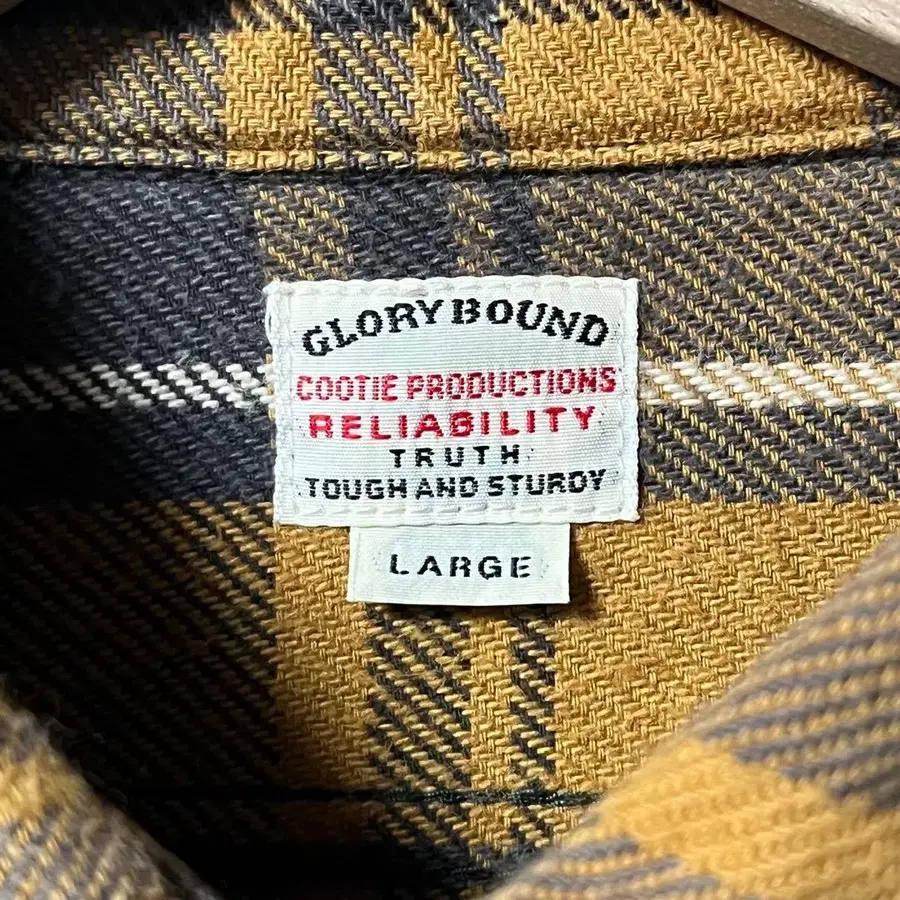 GLORY BOUND
COOTIE PRODUCTIONS
RELIABILITY
TRUTH
TOUGH AND STURDY
LARGE